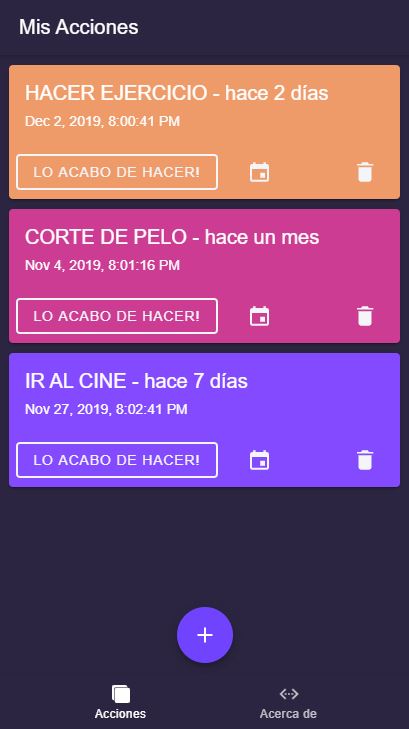 Mis Acciones
HACER EJERCICIO - hace 2 días
Dec 2, 2019, 8:00:41 PM
LO ACABO DE HACER!
CORTE DE PELO - hace un mes
Nov 4, 2019, 8:01:16 PM
LO ACABO DE HACER!
IR AL CINE - hace 7 días
Nov 27, 2019, 8:02:41 PM
LO ACABO DE HACER!
Acciones
Acerca de